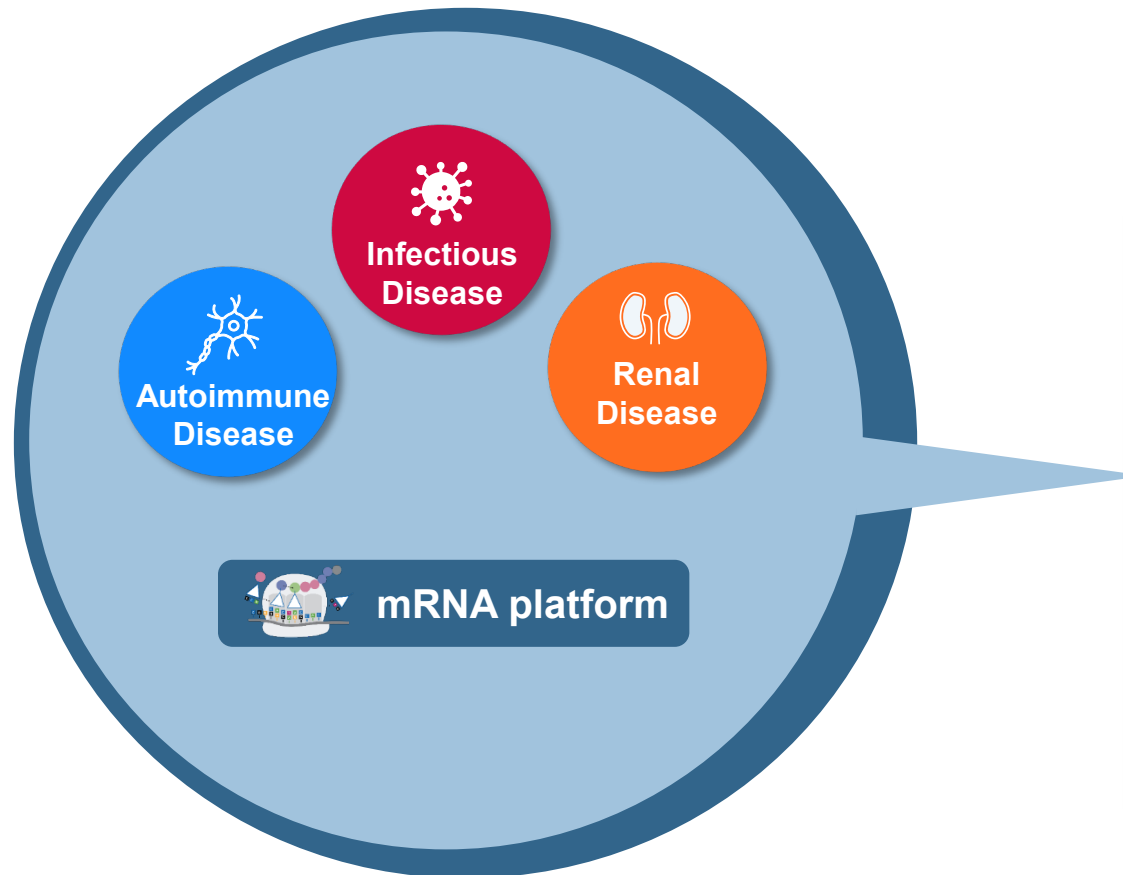 Infectious
Disease
Autoimmune
Disease
Renal
Disease
mRNA platform